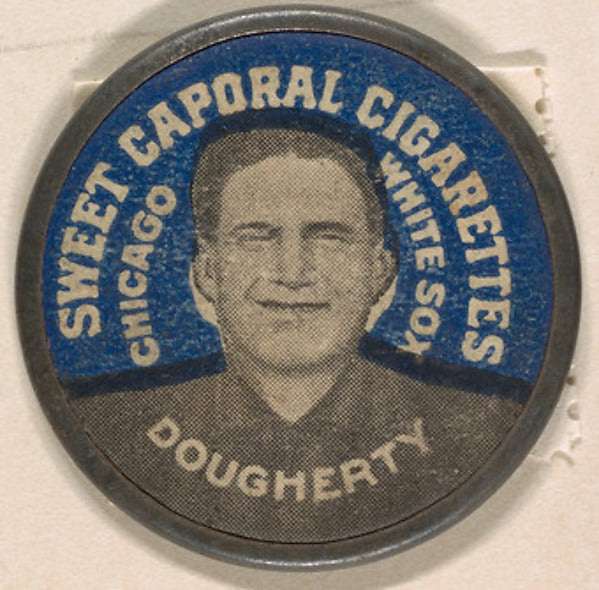 SWEET CAPORAL CIGARETTES
CHICAGO
WHITE SOX
DOUGHERTY